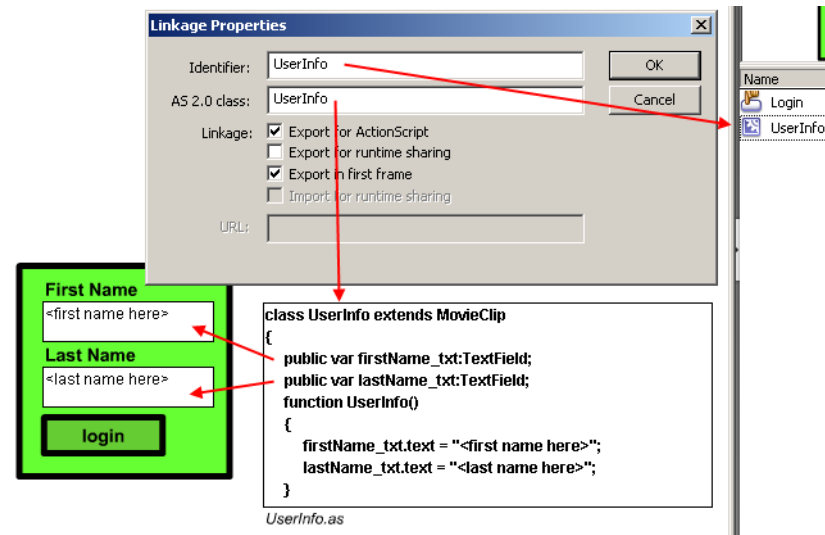 Linkage Properties
Identifier: UserInfo
OK
AS 2.0 class: UserInfo
Cancel
Linkage: Export for ActionScript
Export for runtime sharing
Export in first frame
Import for runtime sharing
URL:
Name
Login
UserInfo
First Name
<first name here>
Last Name
<last name here>
login
class UserInfo extends MovieClip
{
public var firstName_txt:TextField;
public var lastName_txt:TextField;
function UserInfo()
{
firstName_txt.text = "<first name here>";
lastName_txt.text = "<last name here>";
}
UserInfo.as